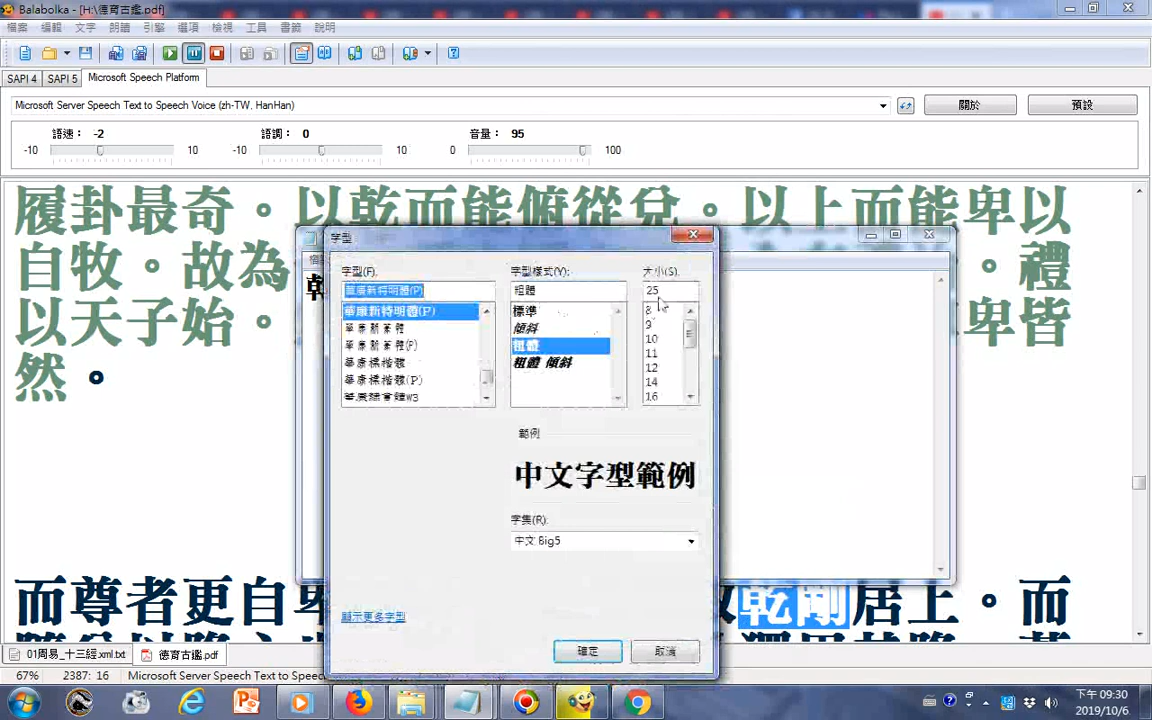 Balabolka - [H:\德育古鑑.pdf]
檔案 編輯 文字 朗讀 引擎 選項 檢視 工具 書籤 說明
SAPI 4 SAPI 5 Microsoft Speech Platform
Microsoft Server Speech Text to Speech Voice (zh-TW, HanHan) 關於 預設
語速： -2 語調： 0 音量： 95
-10 10 -10 10 0 100
履卦最奇。以乾而能俯從兌。以上而能卑以
自牧。故為 。禮
以天子始。 卑皆
然。
字型
字型(F): 字型樣式(Y): 大小(S):
華康新特明體(P) 粗體 25
華康新特明體(P) 標準 8
華康新篆體 傾斜 9
華康新篆體(P) 粗體 10
華康標楷體 粗體 傾斜 11
華康標楷體(P) 12
14
16
範例
中文字型範例
字集(R):
中文 Big5
顯示更多字型
確定 取消
而尊者更自卑 乾剛居上。而
01周易_十三經.xml.txt 德育古鑑.pdf
67% 2387: 16 Microsoft Server Speech Text to Speec
下午 09:30
2019/10/6